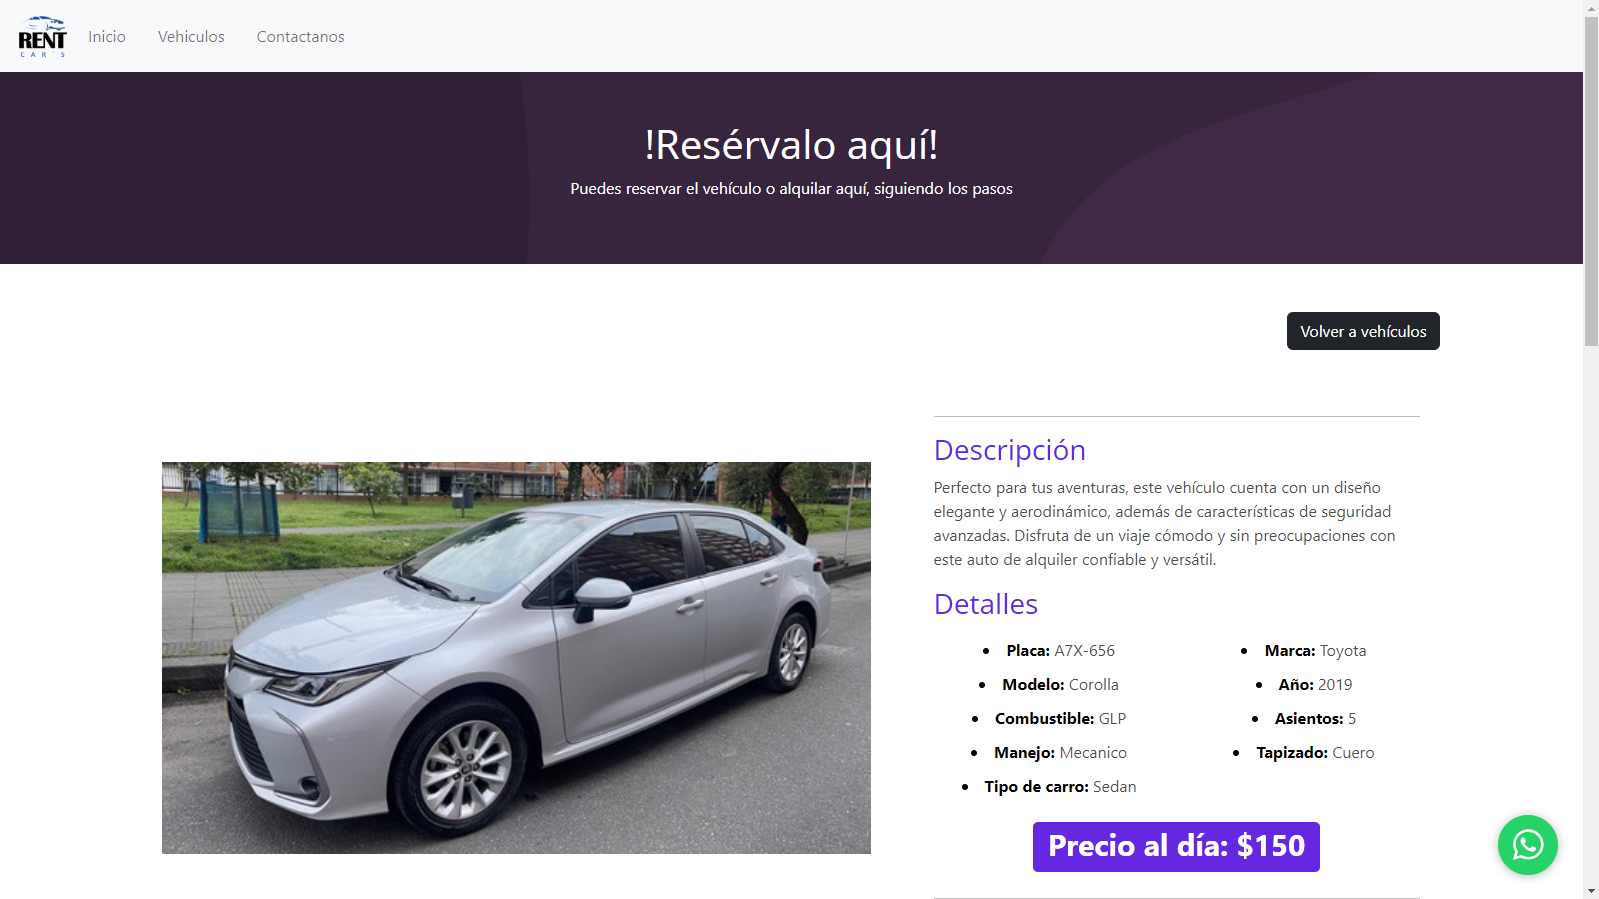 RENT
CAR'S
Inicio
Vehiculos
Contactanos
!Resérvalo aquí!
Puedes reservar el vehículo o alquilar aquí, siguiendo los pasos
Volver a vehículos
Descripción
Perfecto para tus aventuras, este vehículo cuenta con un diseño
elegante y aerodinámico, además de características de seguridad
avanzadas. Disfruta de un viaje cómodo y sin preocupaciones con
este auto de alquiler confiable y versátil.
Detalles
Placa: A7X-656
Marca: Toyota
Modelo: Corolla
Año: 2019
Combustible: GLP
Asientos: 5
Manejo: Mecanico
Tapizado: Cuero
Tipo de carro: Sedan
Precio al día: $150